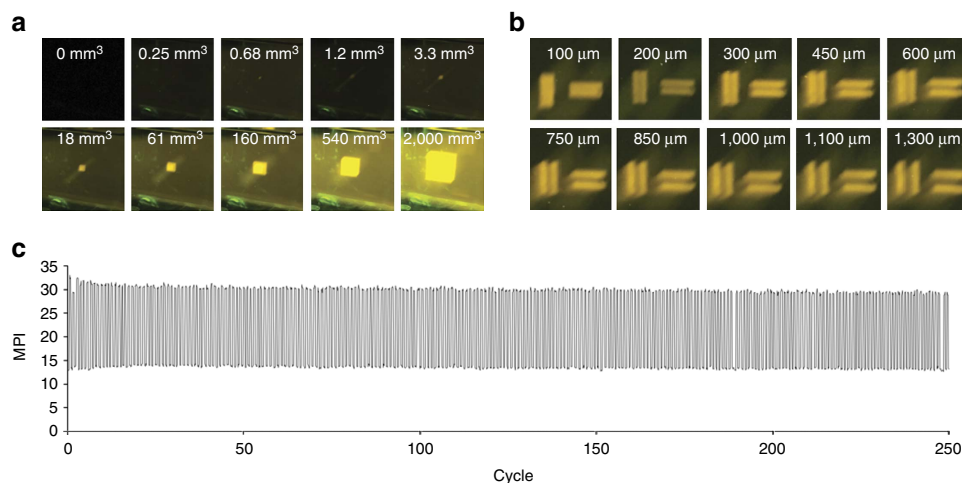 a
0 mm³ 0.25 mm³ 0.68 mm³ 1.2 mm³ 3.3 mm³
18 mm³ 61 mm³ 160 mm³ 540 mm³ 2,000 mm³
b
100 μm 200 μm 300 μm 450 μm 600 μm
750 μm 850 μm 1,000 μm 1,100 μm 1,300 μm
c
35
30
25
20
15
10
5
0
MPI
0 50 100 150 200 250
Cycle